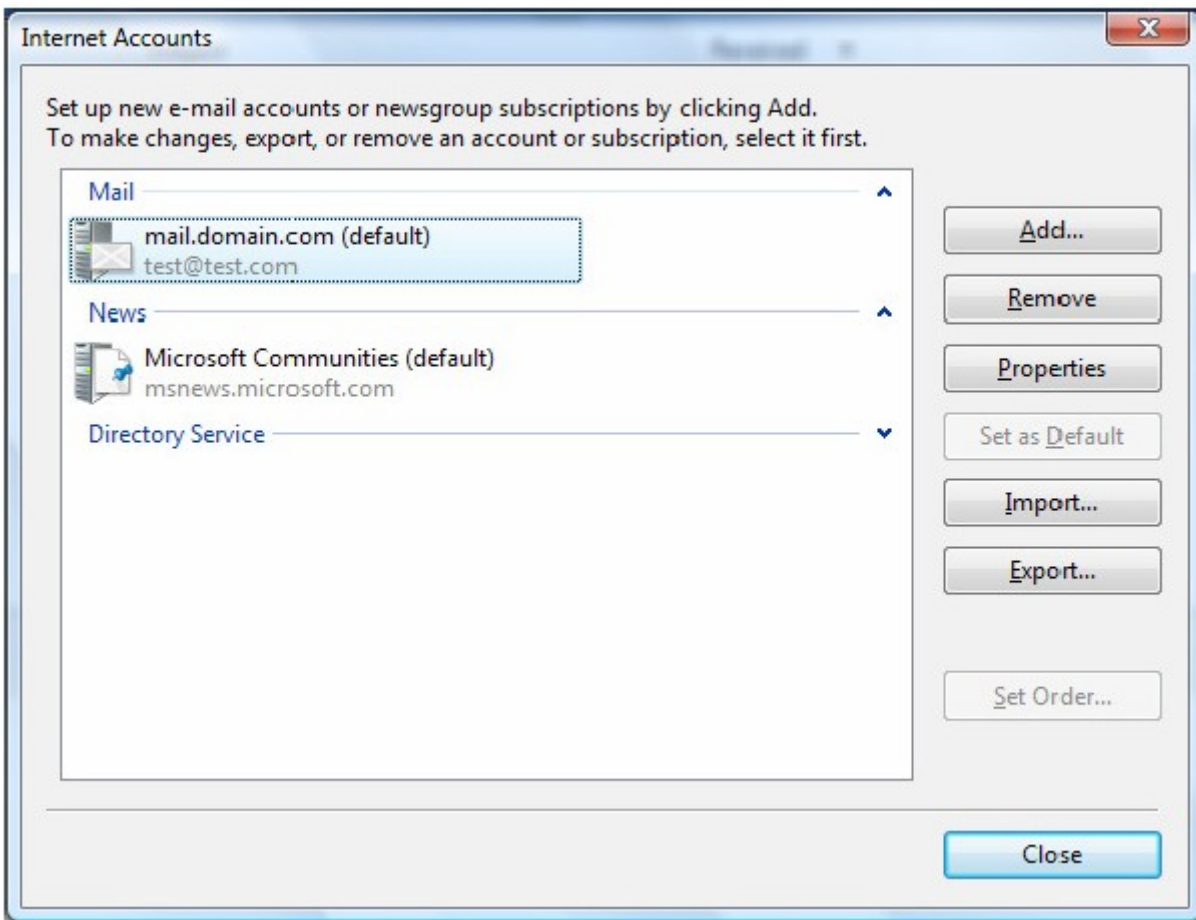 Internet Accounts
Set up new e-mail accounts or newsgroup subscriptions by clicking Add.
To make changes, export, or remove an account or subscription, select it first.
Mail
mail.domain.com (default)
test@test.com
News
Microsoft Communities (default)
msnews.microsoft.com
Directory Service
Add...
Remove
Properties
Set as Default
Import...
Export...
Set Order...
Close